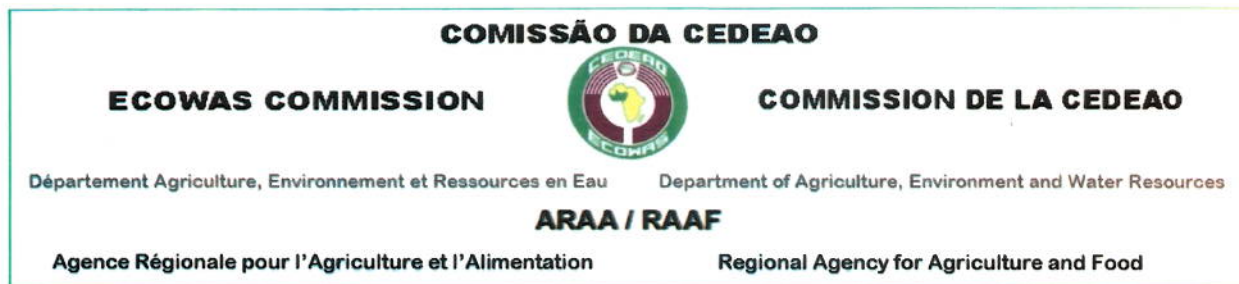 COMISSÃO DA CEDEAO
ECOWAS COMMISSION
CEDEAO
ECOWAS
COMMISSION DE LA CEDEAO
Département Agriculture, Environnement et Ressources en Eau
Department of Agriculture, Environment and Water Resources
ARAA / RAAF
Agence Régionale pour l'Agriculture et l'Alimentation
Regional Agency for Agriculture and Food